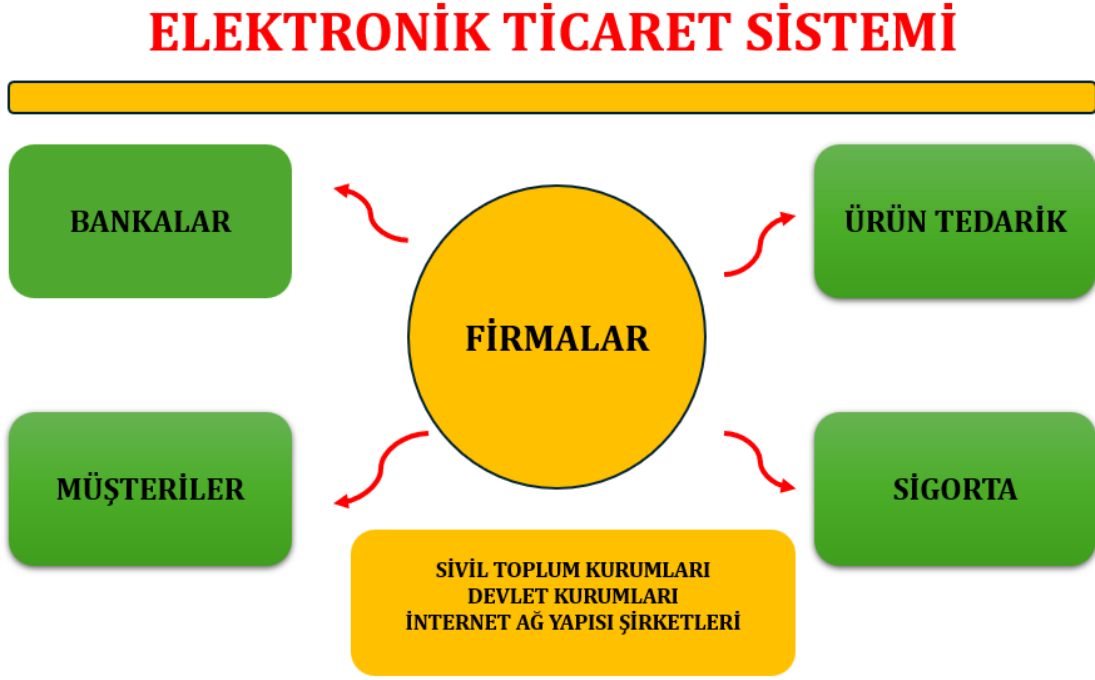 ELEKTRONİK TİCARET SİSTEMİ
BANKALAR
ÜRÜN TEDARİK
FİRMALAR
MÜŞTERİLER
SİGORTA
SİVİL TOPLUM KURUMLARI
DEVLET KURUMLARI
İNTERNET AĞ YAPISI ŞİRKETLERİ